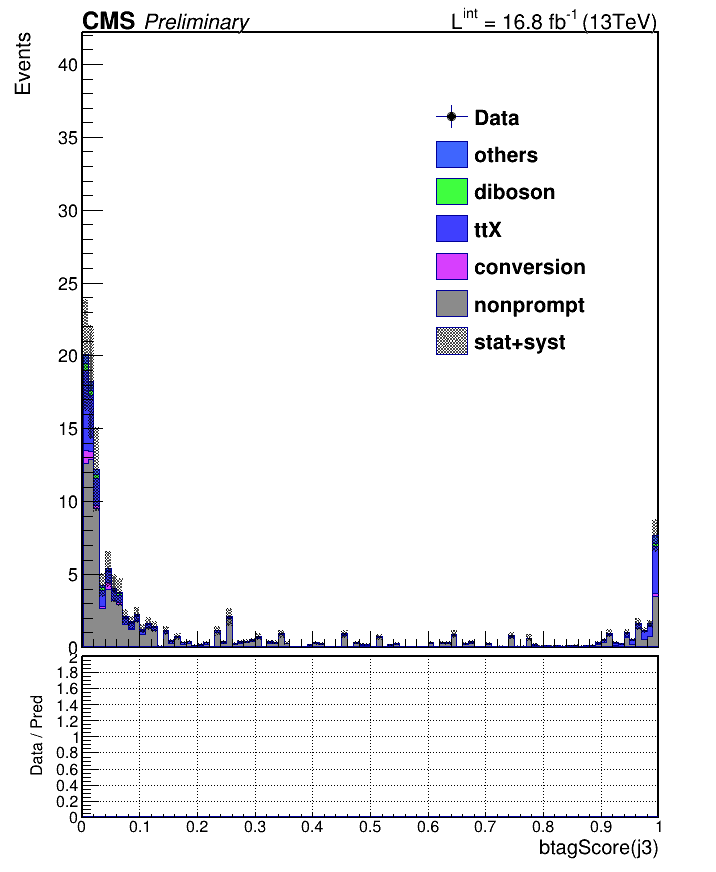 CMS Preliminary
L^int = 16.8 fb^-1 (13TeV)
Events
40
35
30
25
20
15
10
5
0
Data
others
diboson
ttX
conversion
nonprompt
stat+syst
Data / Pred
2
1.8
1.6
1.4
1.2
1
0.8
0.6
0.4
0.2
0
0 0.1 0.2 0.3 0.4 0.5 0.6 0.7 0.8 0.9 1
btagScore(j3)